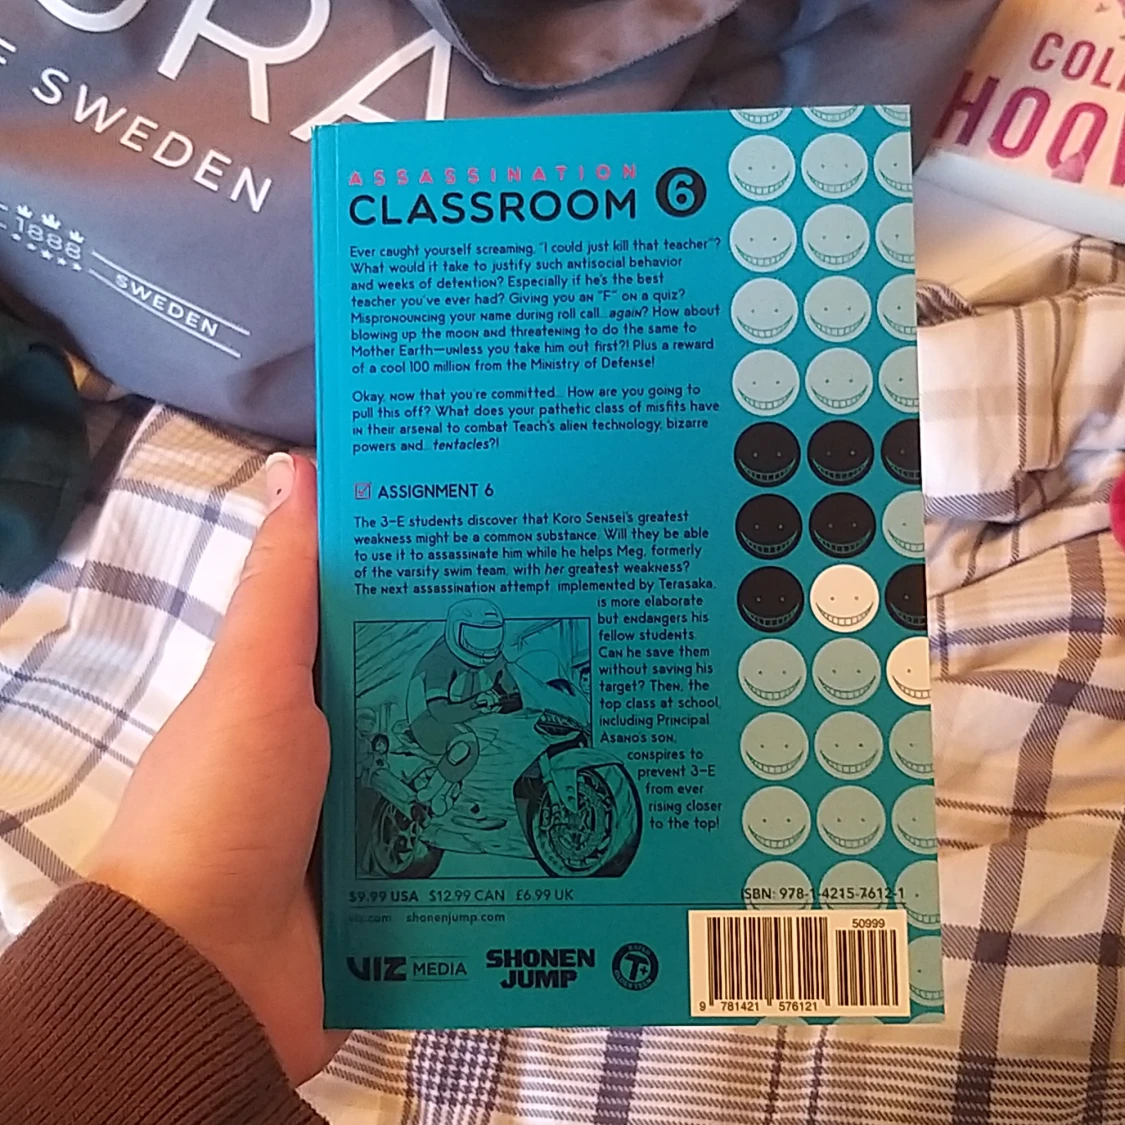 SWEDEN
1888
SWEDEN
COL
HOO
ASSASSINATION
CLASSROOM 6
Ever caught yourself screaming, "I could just kill that teacher"?
What would it take to justify such antisocial behavior
and weeks of detention? Especially if he's the best
teacher you've ever had? Giving you an "F" on a quiz?
Mispronouncing your name during roll call...again? How about
blowing up the moon and threatening to do the same to
Mother Earth—unless you take him out first?! Plus a reward
of a cool 100 million from the Ministry of Defense!
Okay, now that you're committed... How are you going to
pull this off? What does your pathetic class of misfits have
in their arsenal to combat Teach's alien technology, bizarre
powers and...tentacles?!
ASSIGNMENT 6
The 3-E students discover that Koro Sensei's greatest
weakness might be a common substance. Will they be able
to use it to assassinate him while he helps Meg, formerly
of the varsity swim team, with her greatest weakness?
The next assassination attempt, implemented by Terasaka,
is more elaborate
but endangers his
fellow students.
Can he save them
without saving his
target? Then, the
top class at school,
including Principal
Asano's son,
conspires to
prevent 3-E
from ever
rising closer
to the top!
$9.99 USA $12.99 CAN £6.99 UK
ISBN: 978-1-4215-7612-1
viz.com shonenjump.com
50999
VIZ MEDIA
SHONEN
JUMP
RATED
T+
OLDER TEEN
9 781421 576121